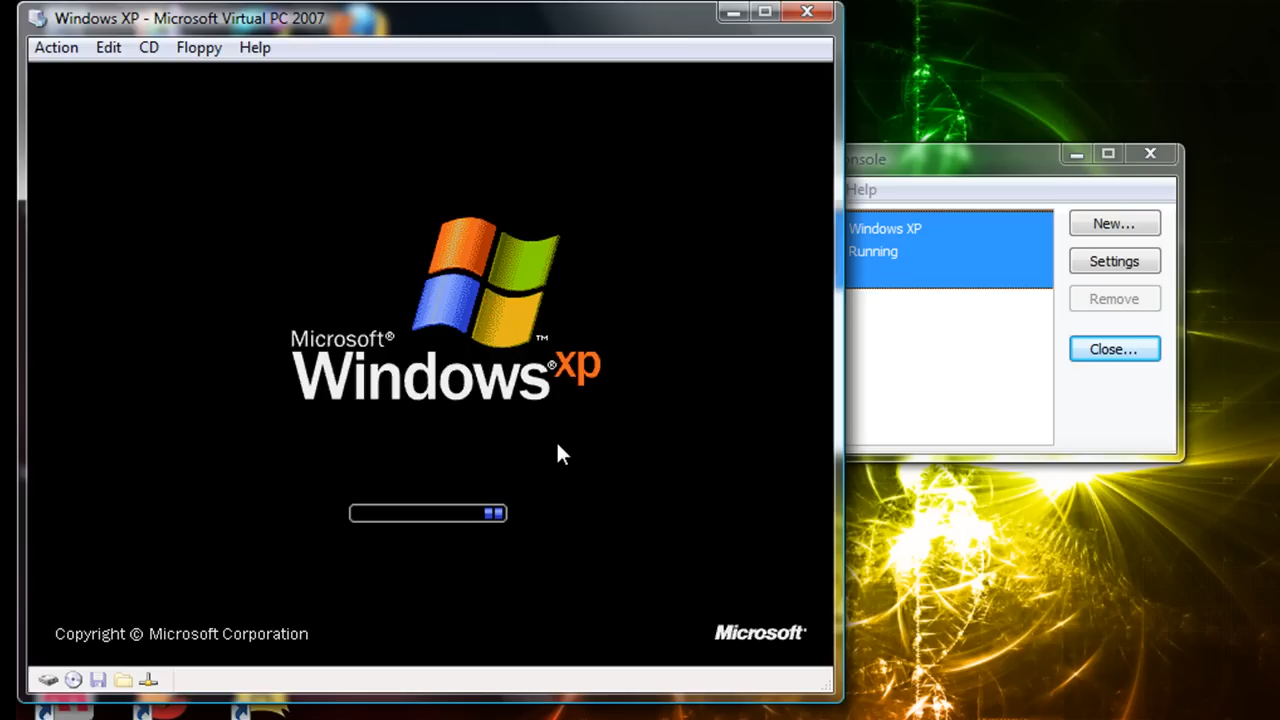 Windows XP - Microsoft Virtual PC 2007
Action Edit CD Floppy Help
Microsoft®
Windows® xp ™
Copyright © Microsoft Corporation
Microsoft®
Help
Windows XP
Running
New...
Settings
Remove
Close...